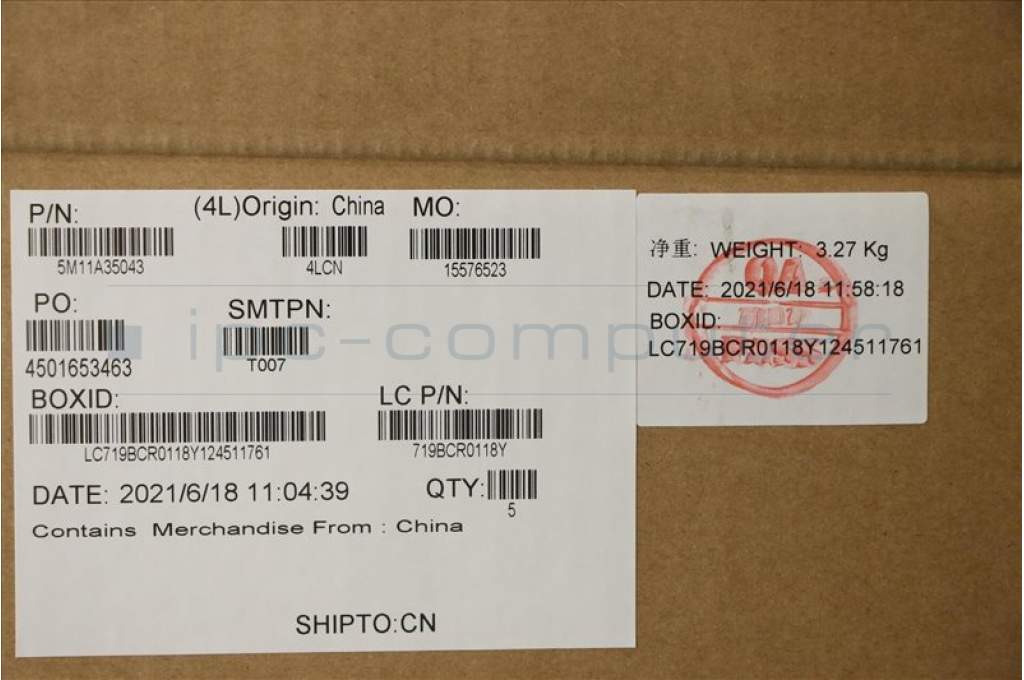 P/N: (4L)Origin: China MO:
5M11A35043 4LCN 15576523
PO: SMTPN:
4501653463 T007
BOXID: LC P/N:
LC719BCR0118Y124511761 719BCR0118Y
DATE: 2021/6/18 11:04:39 QTY:
5
Contains Merchandise From : China
SHIPTO:CN
净重: WEIGHT: 3.27 Kg
DATE: 2021/6/18 11:58:18
BOXID:
LC719BCR0118Y124511761
ipc-computer